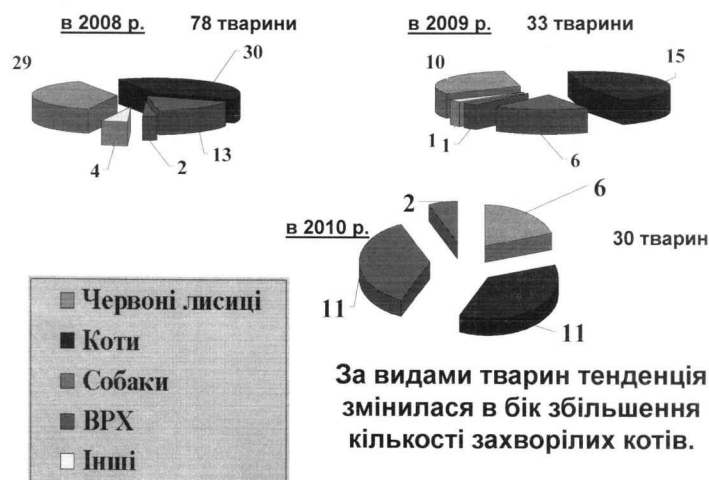 в 2008 р. 78 тварини
29
30
4
2
13
в 2009 р. 33 тварини
10
15
1
1
6
в 2010 р.
30 тварин
2
6
11
11
Червоні лисиці
Коти
Собаки
ВРХ
Інші
За видами тварин тенденція
змінилася в бік збільшення
кількості захворілих котів.